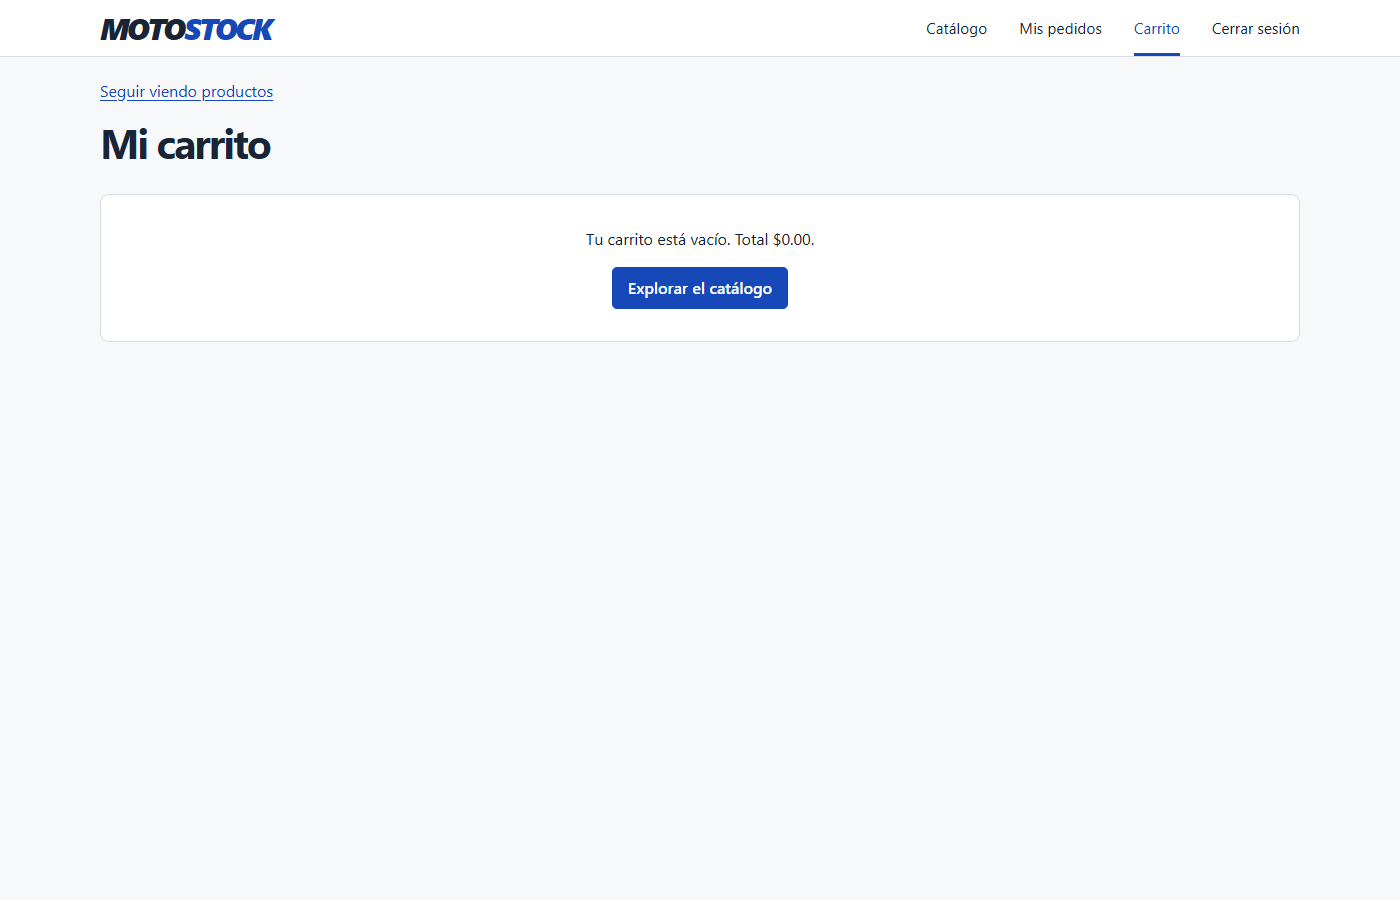 MOTOSTOCK
Catálogo Mis pedidos Carrito Cerrar sesión
Seguir viendo productos
Mi carrito
Tu carrito está vacío. Total $0.00.
Explorar el catálogo